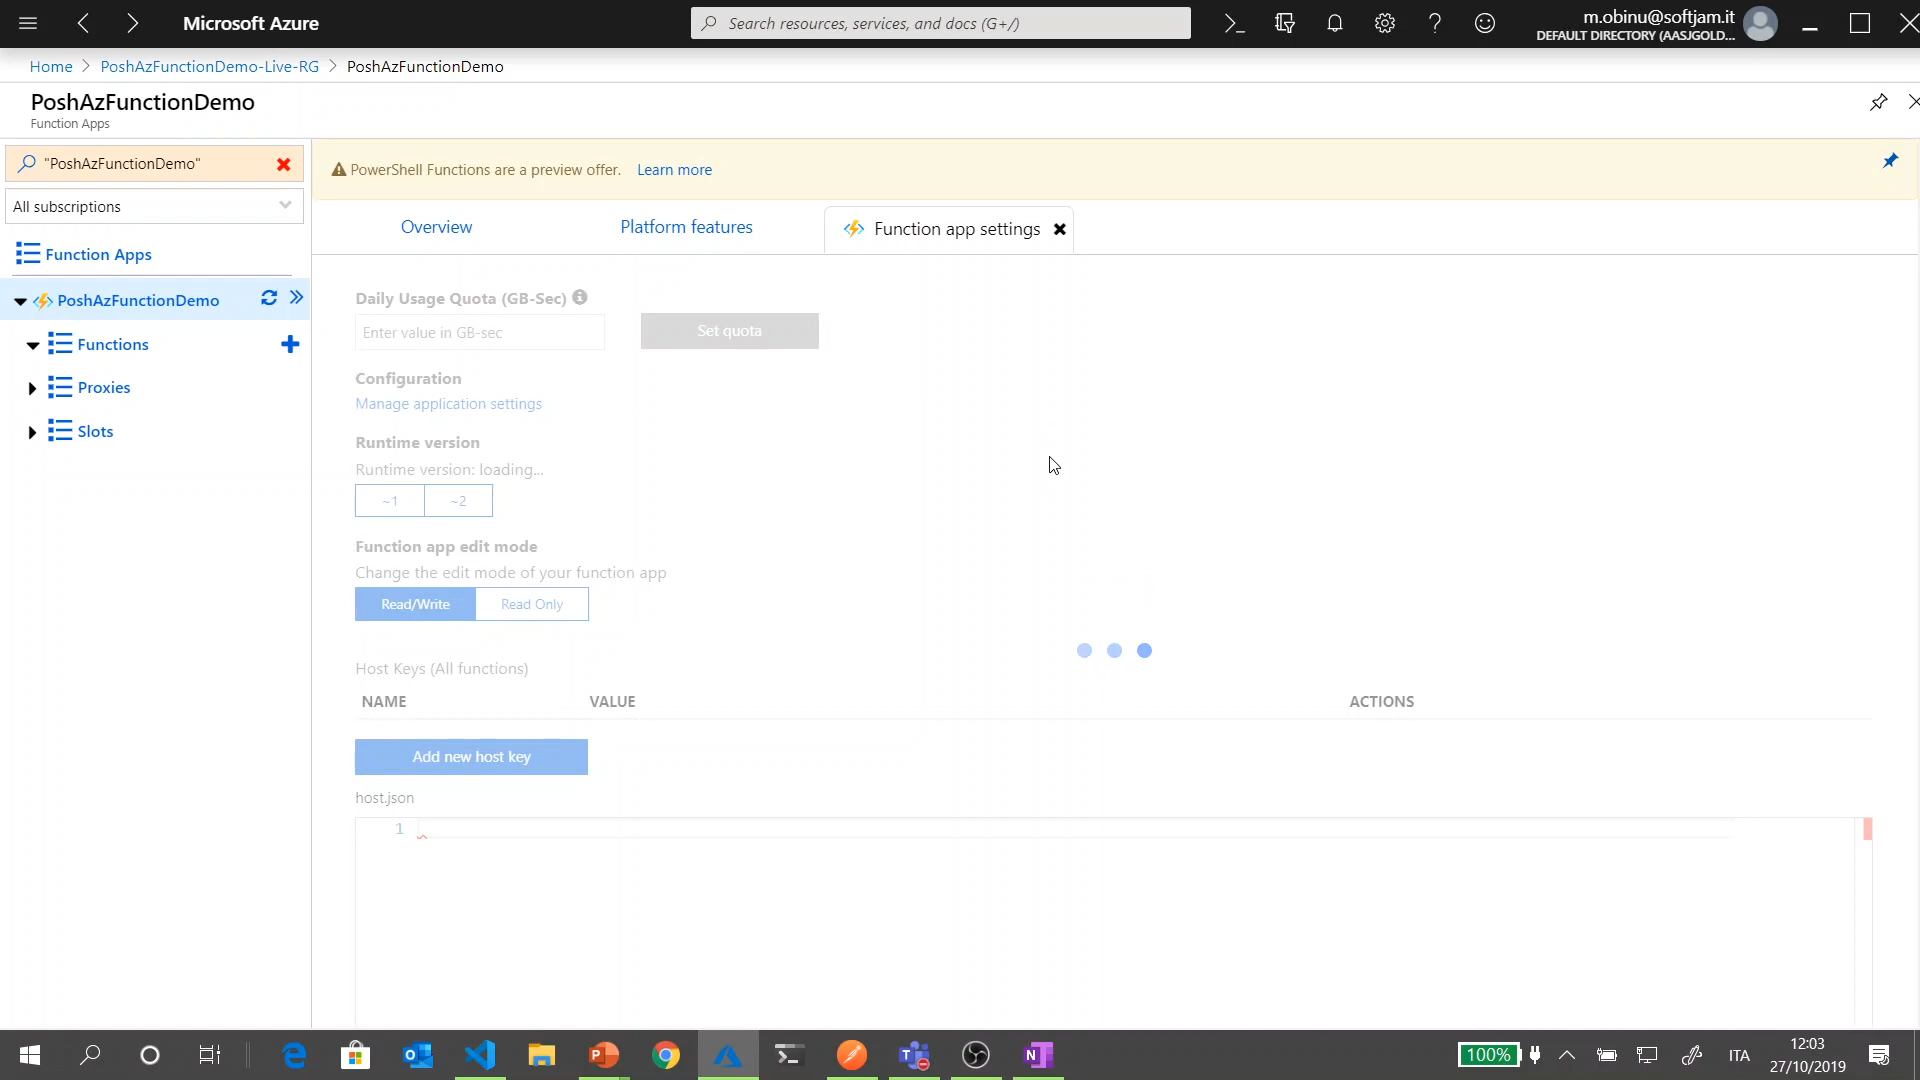 Microsoft Azure
Search resources, services, and docs (G+/)
m.obinu@softjam.it
DEFAULT DIRECTORY (AASJGOLD...
Home > PoshAzFunctionDemo-Live-RG > PoshAzFunctionDemo
PoshAzFunctionDemo
Function Apps
"PoshAzFunctionDemo"
PowerShell Functions are a preview offer. Learn more
All subscriptions
Overview
Platform features
Function app settings
Function Apps
PoshAzFunctionDemo
Functions
Proxies
Slots
Daily Usage Quota (GB-Sec)
Enter value in GB-sec
Set quota
Configuration
Manage application settings
Runtime version
Runtime version: loading...
~1
~2
Function app edit mode
Change the edit mode of your function app
Read/Write
Read Only
Host Keys (All functions)
NAME
VALUE
ACTIONS
Add new host key
host.json
1
100%
ITA
12:03
27/10/2019